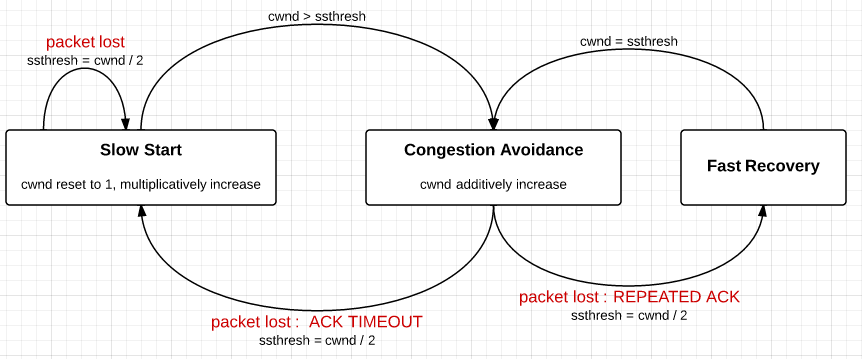 cwnd > ssthresh
packet lost
ssthresh = cwnd / 2
cwnd = ssthresh
Slow Start
cwnd reset to 1, multiplicatively increase
Congestion Avoidance
cwnd additively increase
Fast Recovery
packet lost : ACK TIMEOUT
ssthresh = cwnd / 2
packet lost : REPEATED ACK
ssthresh = cwnd / 2